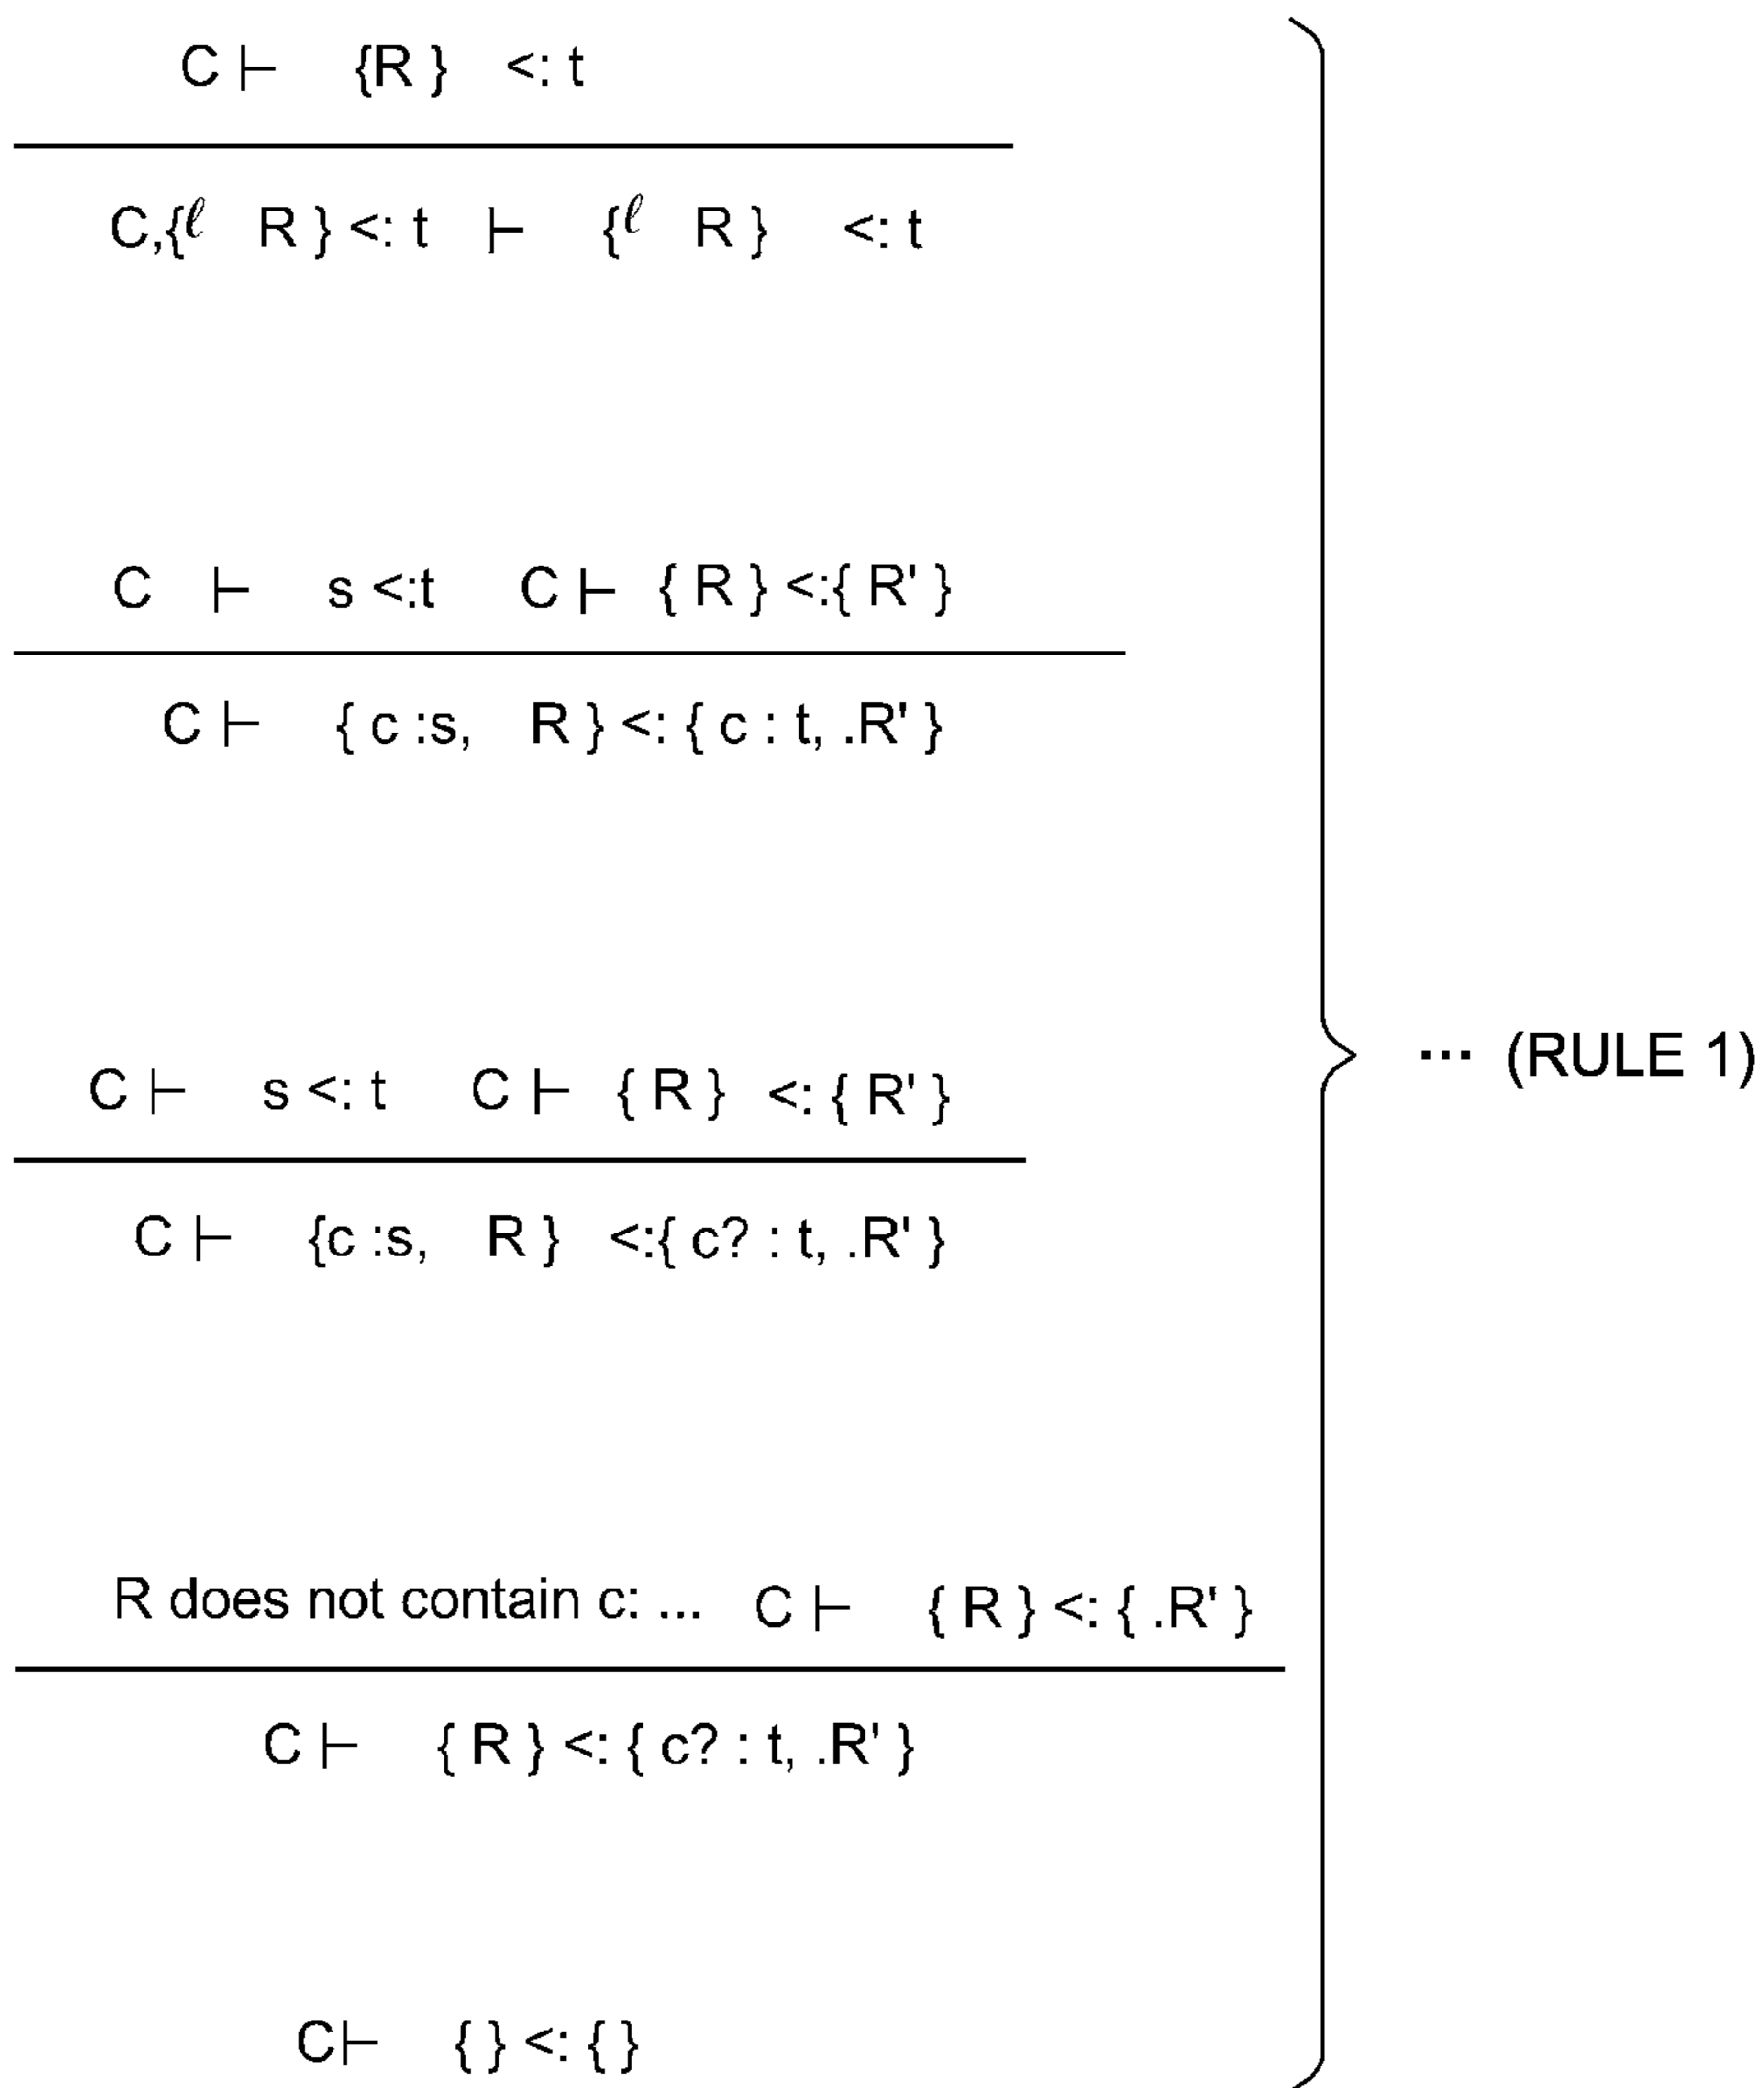 C ⊢ {R } <: t
C,{ℓ R } <: t ⊢ {ℓ R } <: t
C ⊢ s <:t C ⊢ { R } <:{ R' }
C ⊢ { c :s, R } <: { c : t, .R' }
C ⊢ s <: t C ⊢ { R } <: { R' }
C ⊢ {c :s, R } <:{ c? : t, .R' }
... (RULE 1)
R does not contain c: ... C ⊢ { R } <: { .R' }
C ⊢ { R } <: { c? : t, .R' }
C⊢ { } <: { }